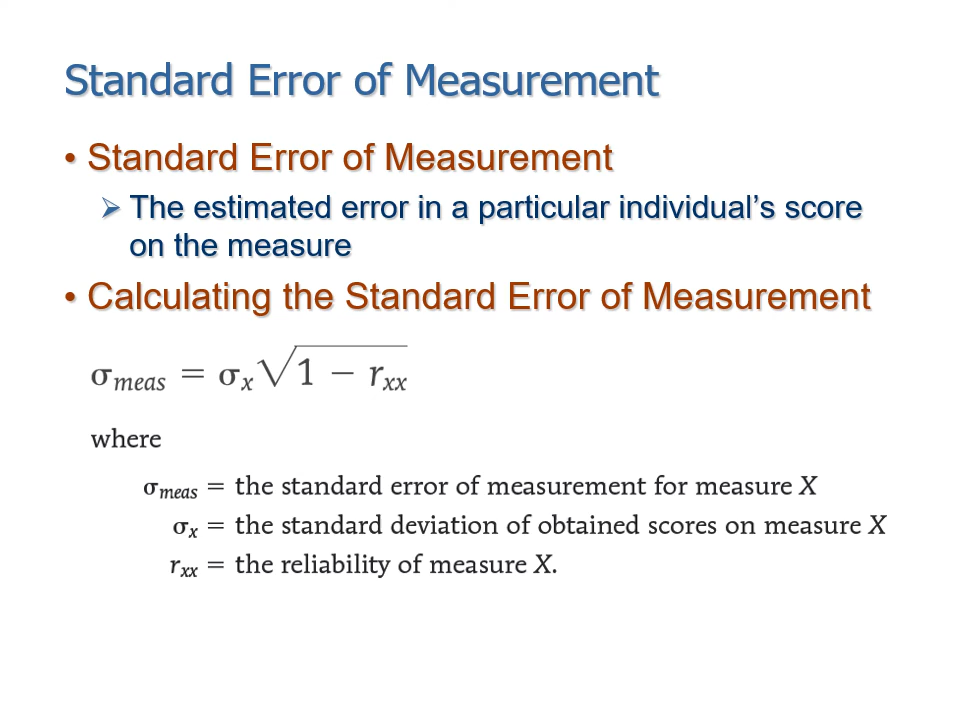 Standard Error of Measurement
• Standard Error of Measurement
➢ The estimated error in a particular individual's score
on the measure
• Calculating the Standard Error of Measurement
σmeas = σx√1 − rxx
where
σmeas = the standard error of measurement for measure X
σx = the standard deviation of obtained scores on measure X
rxx = the reliability of measure X.